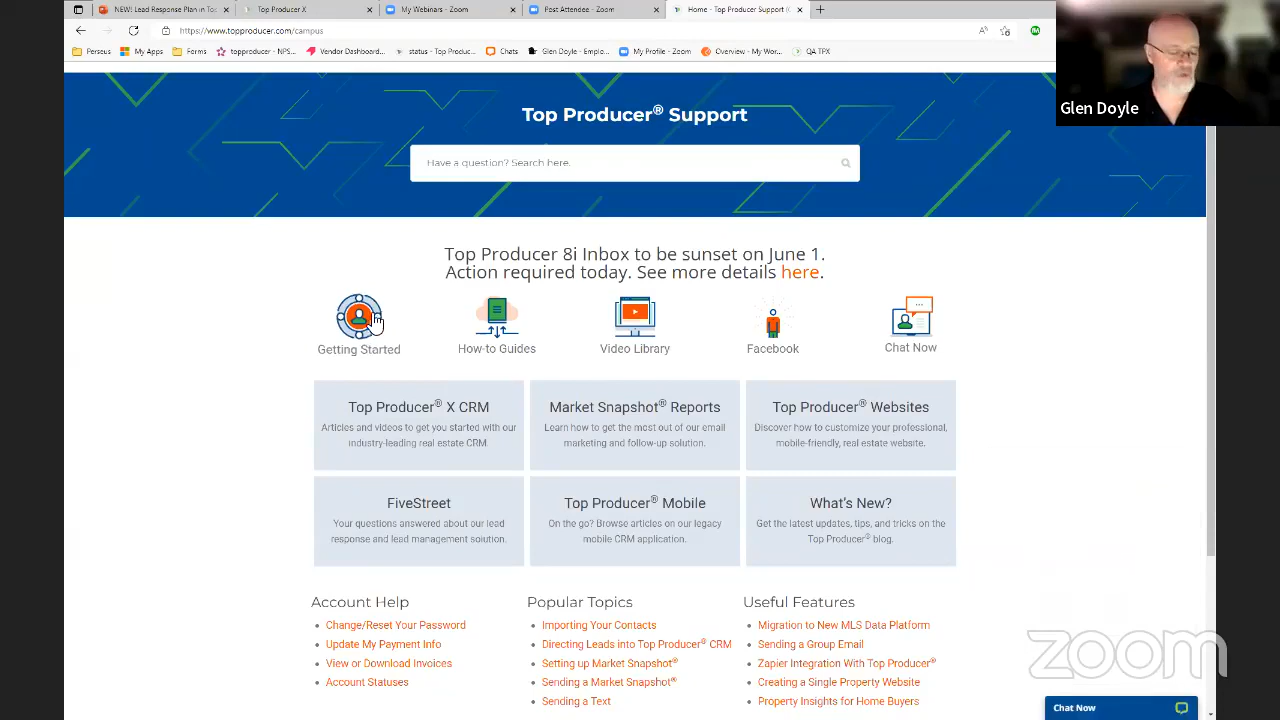 NEW: Lead Response Plan in To
Top Producer X
My Webinars - Zoom
Post Attendee - Zoom
Home - Top Producer Support (
https://www.topproducer.com/campus
Perseus
My Apps
topproducer - NPS...
Forms
Vendor Dashboard...
status - Top Produc...
Chats
Glen Doyle - Emplo...
My Profile - Zoom
Overview - My Wor...
QA TPX
Glen Doyle
Top Producer® Support
Have a question? Search here.
Top Producer 8i Inbox to be sunset on June 1.
Action required today. See more details here.
Getting Started
How-to Guides
Video Library
Facebook
Chat Now
Top Producer® X CRM
Articles and videos to get you started with our
industry-leading real estate CRM.
Market Snapshot® Reports
Learn how to get the most out of our email
marketing and follow-up solution.
Top Producer® Websites
Discover how to customize your professional,
mobile-friendly, real estate website.
FiveStreet
Your questions answered about our lead
response and lead management solution.
Top Producer® Mobile
On the go? Browse articles on our legacy
mobile CRM application.
What's New?
Get the latest updates, tips, and tricks on the
Top Producer® blog.
Account Help
Change/Reset Your Password
Update My Payment Info
View or Download Invoices
Account Statuses
Popular Topics
Importing Your Contacts
Directing Leads into Top Producer® CRM
Setting up Market Snapshot®
Sending a Market Snapshot®
Sending a Text
Useful Features
Migration to New MLS Data Platform
Sending a Group Email
Zapier Integration With Top Producer®
Creating a Single Property Website
Property Insights for Home Buyers
zoom
Chat Now